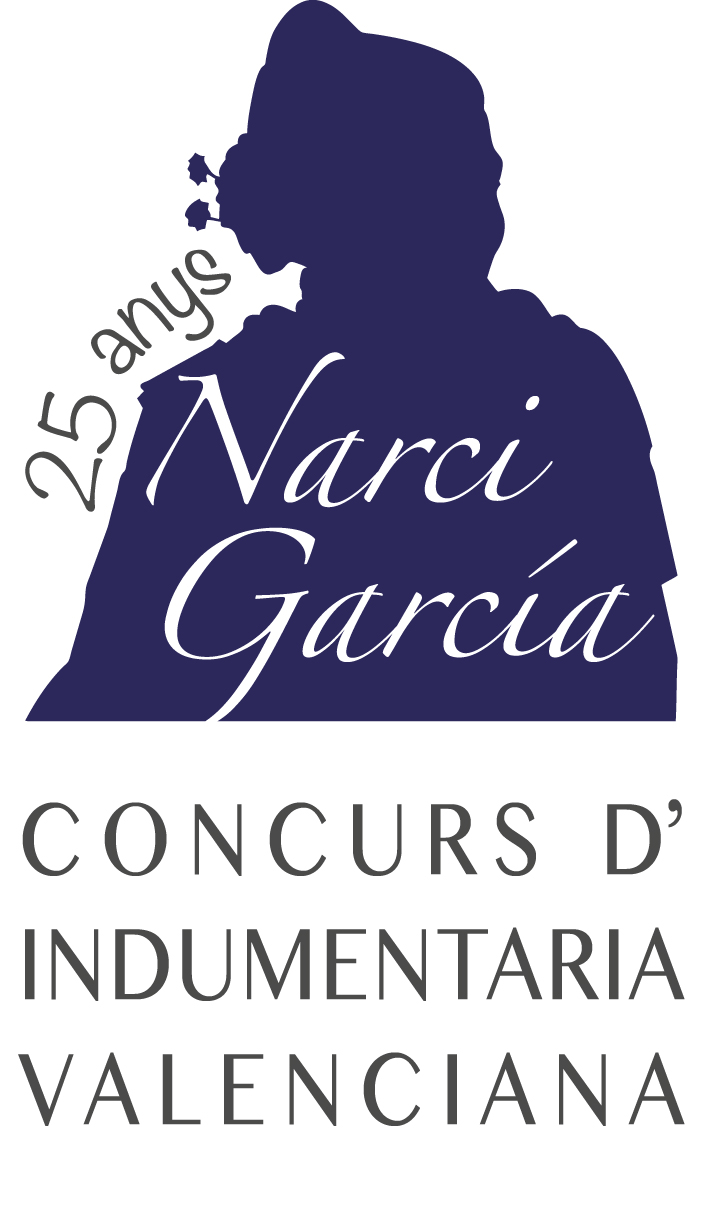 25 anys
Narci
García
CONCURS D’
INDUMENTARIA
VALENCIANA